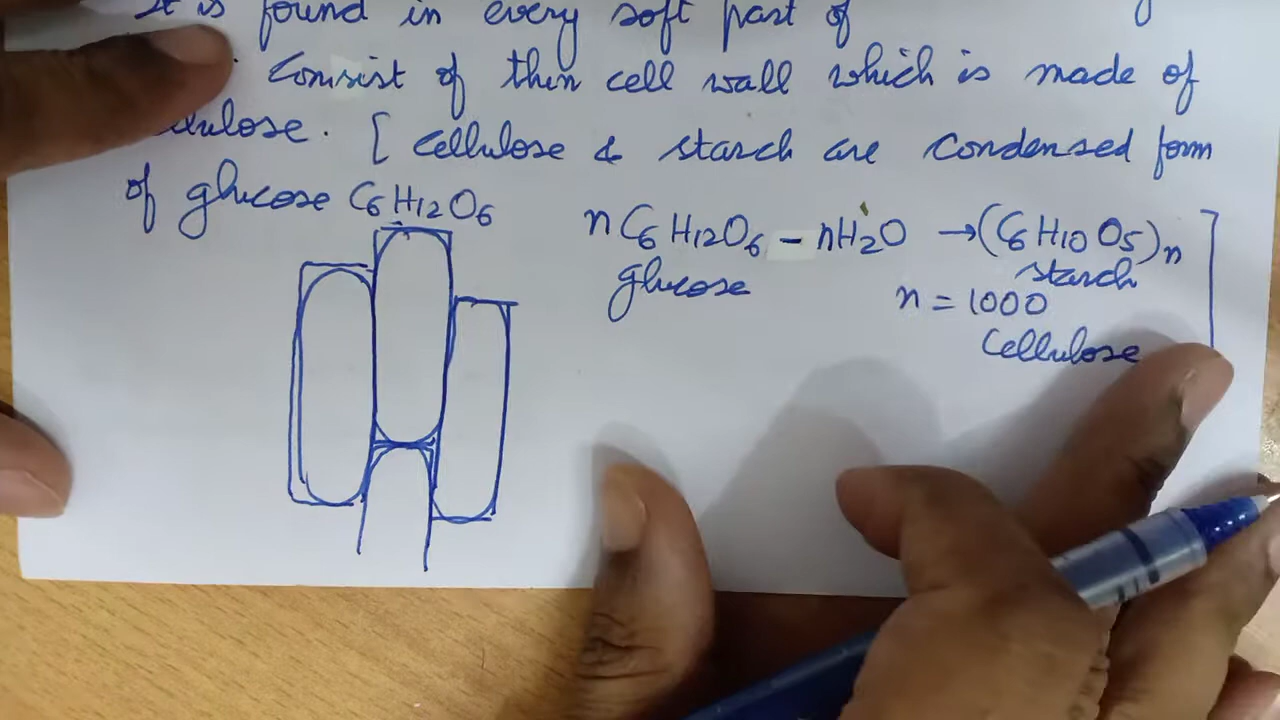 It is found in every soft part of
Consist of thin cell wall which is made of
cellulose. [ Cellulose & starch are condensed form
of glucose C6H12O6
nC6H12O6 - nH2O → (C6H10O5)n ]
glucose
starch
n = 1000
Cellulose